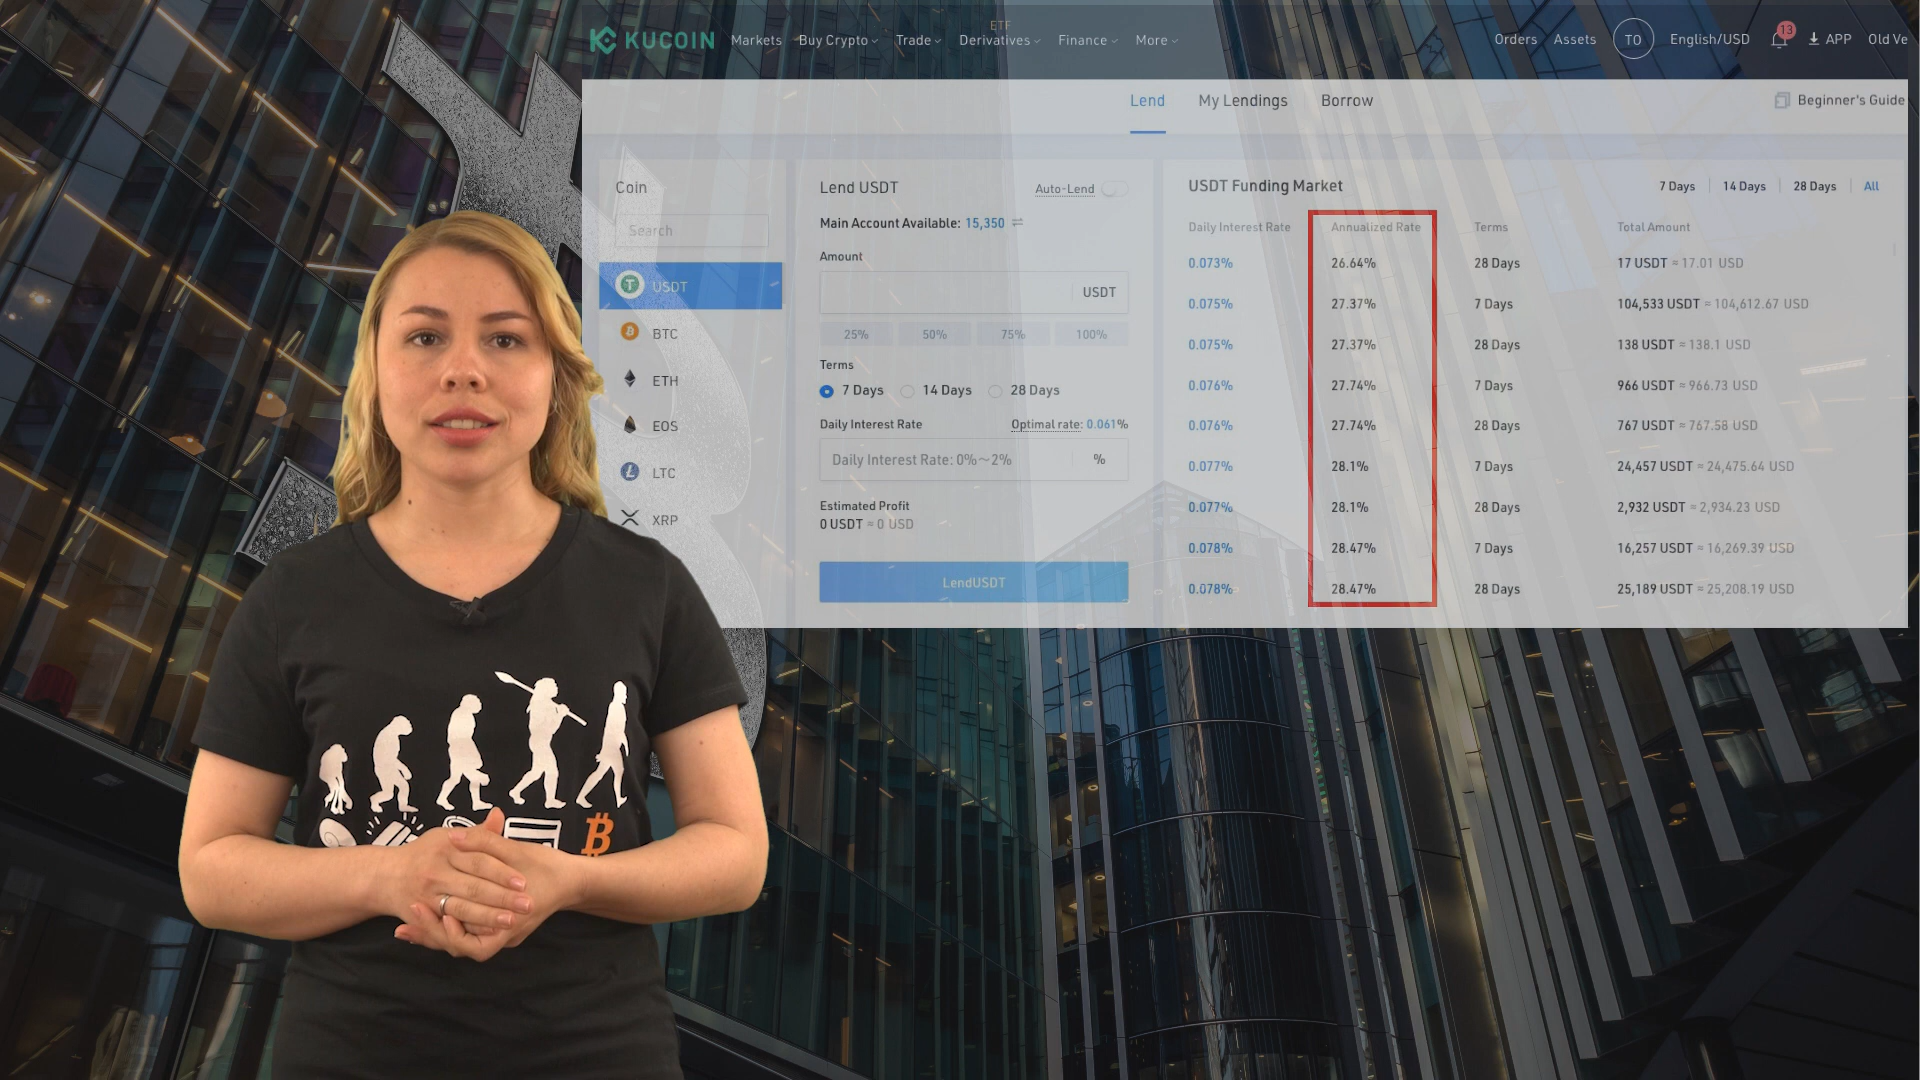 KUCOIN Markets Buy Crypto Trade ETF Derivatives Finance More Orders Assets TO English/USD 13 APP Old Ve
Lend My Lendings Borrow Beginner's Guide
Coin
Search
USDT
BTC
ETH
EOS
LTC
XRP
Lend USDT Auto-Lend
Main Account Available: 15,350
Amount
USDT
25% 50% 75% 100%
Terms
7 Days 14 Days 28 Days
Daily Interest Rate Optimal rate: 0.061%
Daily Interest Rate: 0%~2% %
Estimated Profit
0 USDT ≈ 0 USD
LendUSDT
USDT Funding Market 7 Days 14 Days 28 Days All
Daily Interest Rate Annualized Rate Terms Total Amount
0.073% 26.64% 28 Days 17 USDT ≈ 17.01 USD
0.075% 27.37% 7 Days 104,533 USDT ≈ 104,612.67 USD
0.075% 27.37% 28 Days 138 USDT ≈ 138.1 USD
0.076% 27.74% 7 Days 966 USDT ≈ 966.73 USD
0.076% 27.74% 28 Days 767 USDT ≈ 767.58 USD
0.077% 28.1% 7 Days 24,457 USDT ≈ 24,475.64 USD
0.077% 28.1% 28 Days 2,932 USDT ≈ 2,934.23 USD
0.078% 28.47% 7 Days 16,257 USDT ≈ 16,269.39 USD
0.078% 28.47% 28 Days 25,189 USDT ≈ 25,208.19 USD